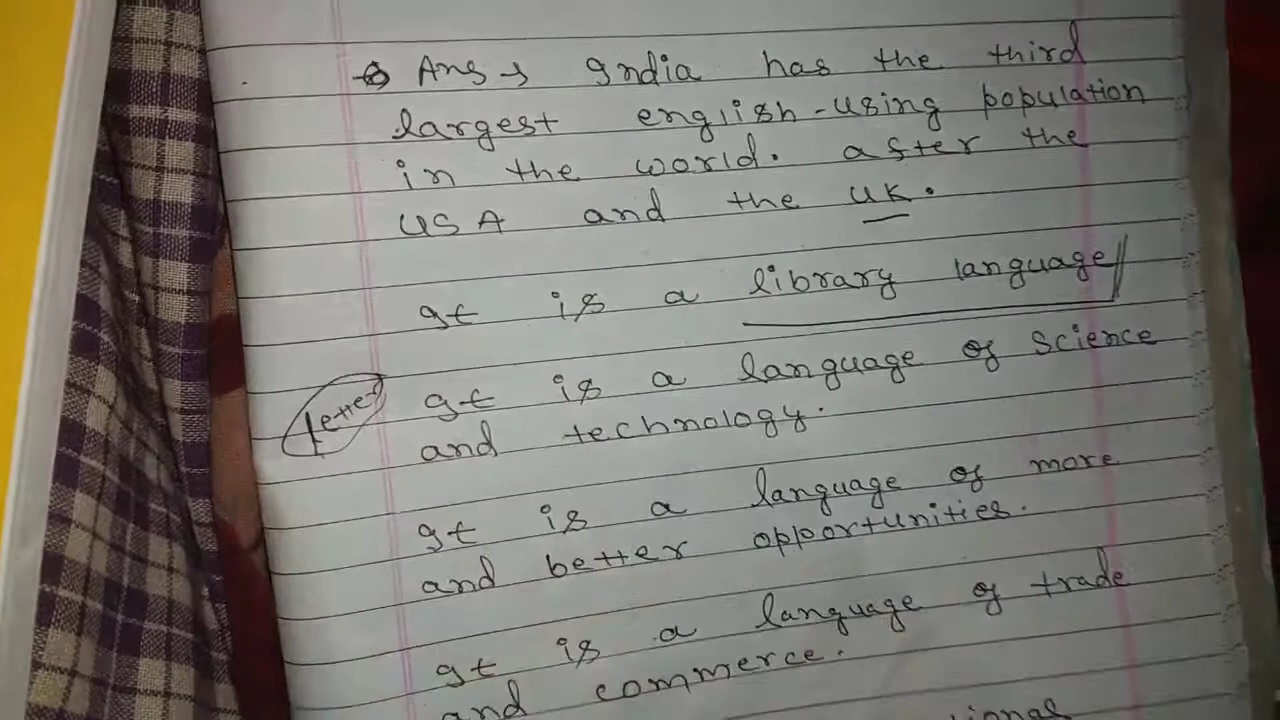 Ans → India has the third
largest english-using population
in the world. after the
USA and the UK.
It is a library language
It is a language of science
letter
and technology.
It is a language of more
and better opportunities.
It is a language of trade
and commerce.